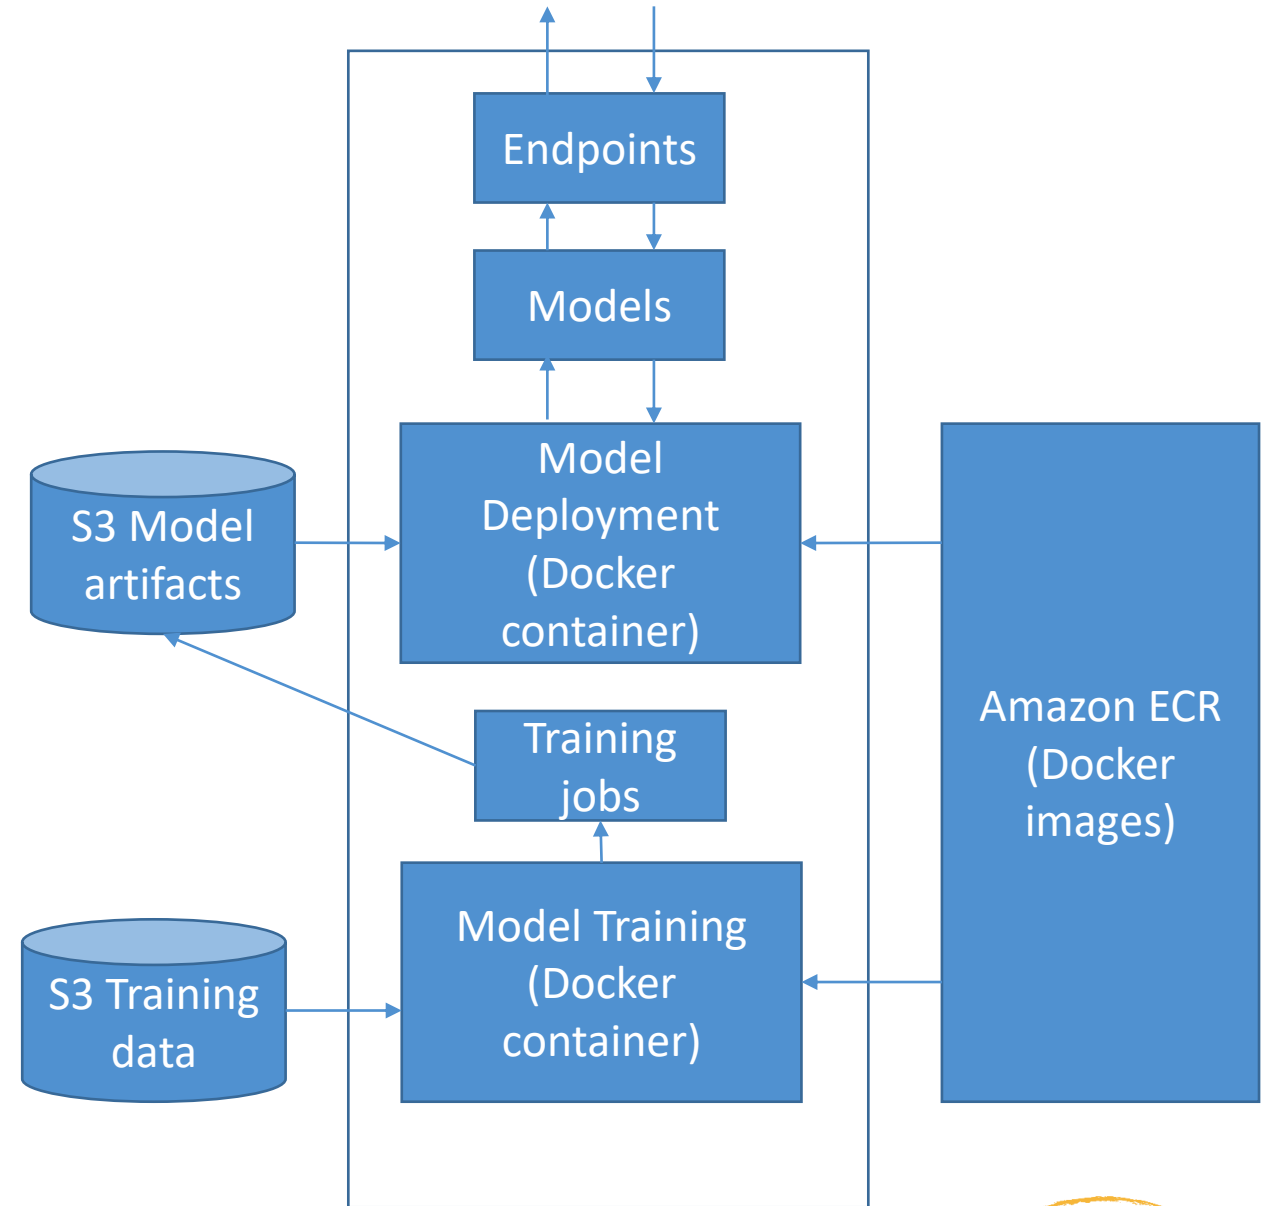 Endpoints
Models
Model
Deployment
(Docker
container)
S3 Model
artifacts
Amazon ECR
(Docker
images)
Training
jobs
Model Training
(Docker
container)
S3 Training
data